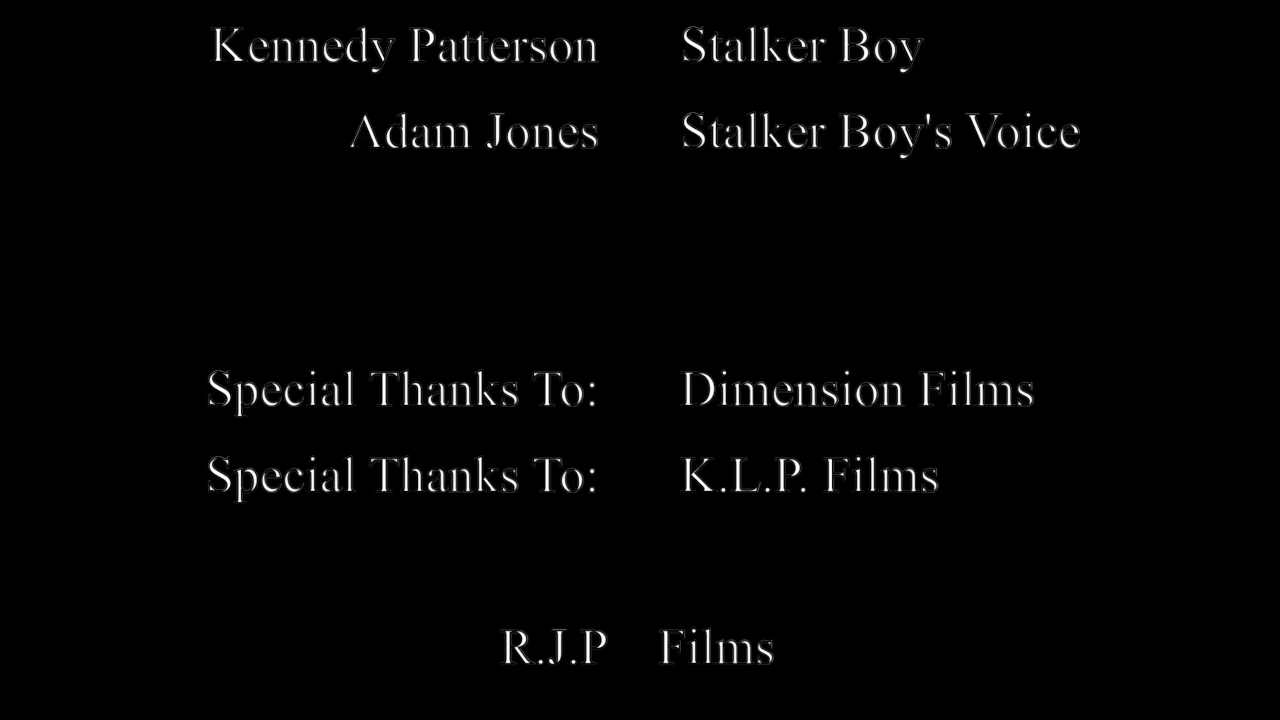 Kennedy Patterson Stalker Boy
Adam Jones Stalker Boy's Voice
Special Thanks To: Dimension Films
Special Thanks To: K.L.P. Films
R.J.P Films